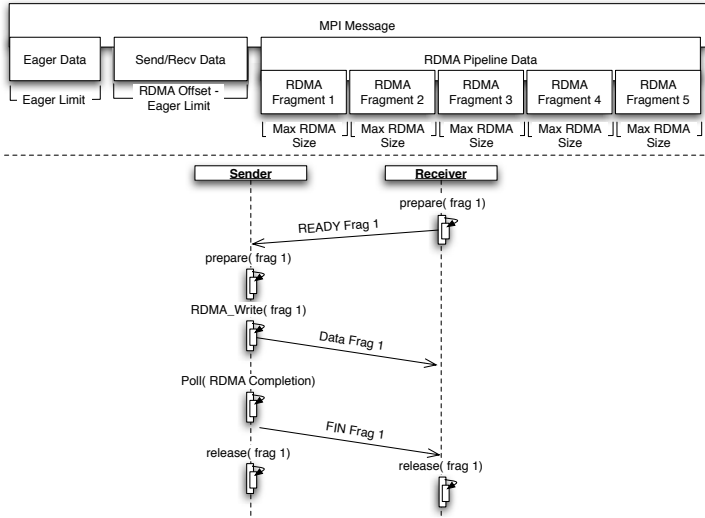 MPI Message
Eager Data
Send/Recv Data
RDMA Pipeline Data
RDMA
Fragment 1
RDMA
Fragment 2
RDMA
Fragment 3
RDMA
Fragment 4
RDMA
Fragment 5
Eager Limit
RDMA Offset -
Eager Limit
Max RDMA
Size
Max RDMA
Size
Max RDMA
Size
Max RDMA
Size
Max RDMA
Size
Sender
Receiver
prepare( frag 1)
READY Frag 1
prepare( frag 1)
RDMA_Write( frag 1)
Data Frag 1
Poll( RDMA Completion)
FIN Frag 1
release( frag 1)
release( frag 1)